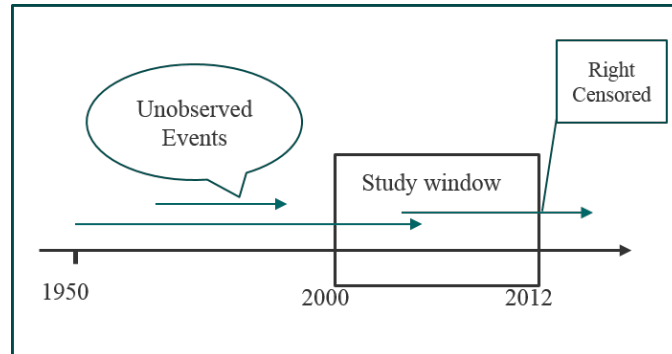 Right
Censored
Unobserved
Events
Study window
1950
2000
2012